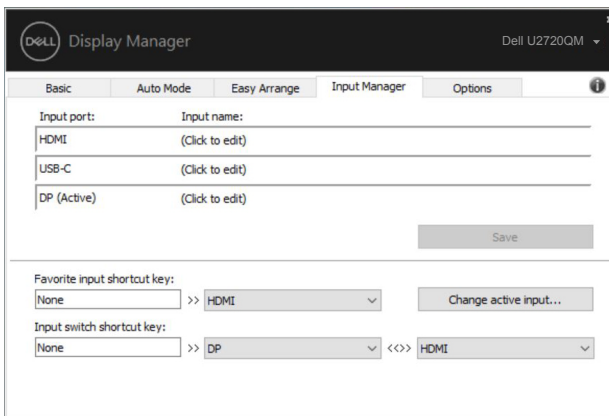 DELL Display Manager Dell U2720QM
Basic Auto Mode Easy Arrange Input Manager Options
Input port: Input name:
HDMI (Click to edit)
USB-C (Click to edit)
DP (Active) (Click to edit)
Save
Favorite input shortcut key:
None >> HDMI Change active input...
Input switch shortcut key:
None >> DP <<>> HDMI